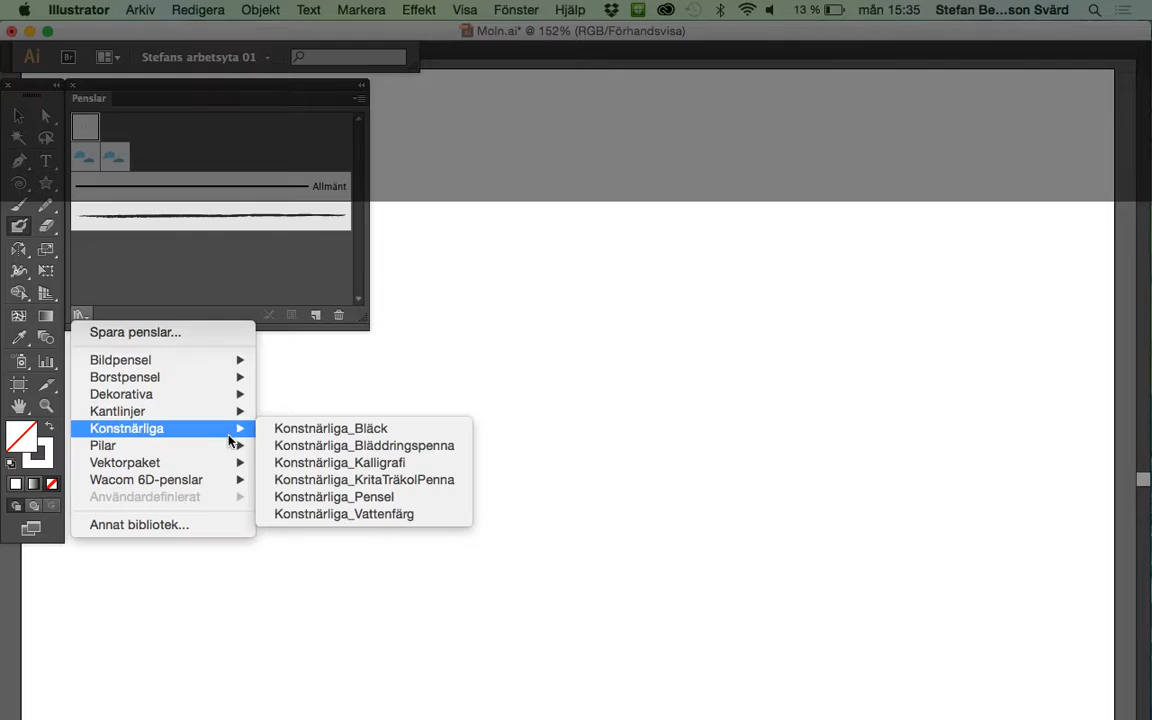 Illustrator Arkiv Redigera Objekt Text Markera Effekt Visa Fönster Hjälp 13 % mån 15:35 Stefan Be...son Svärd
Moln.ai* @ 152% (RGB/Förhandsvisa)
Ai Br Stefans arbetsyta 01
Penslar
Allmänt
Spara penslar...
Bildpensel
Borstpensel
Dekorativa
Kantlinjer
Konstnärliga
Pilar
Vektorpaket
Wacom 6D-penslar
Användardefinierat
Annat bibliotek...
Konstnärliga_Bläck
Konstnärliga_Bläddringspenna
Konstnärliga_Kalligrafi
Konstnärliga_KritaTräkolPenna
Konstnärliga_Pensel
Konstnärliga_Vattenfärg